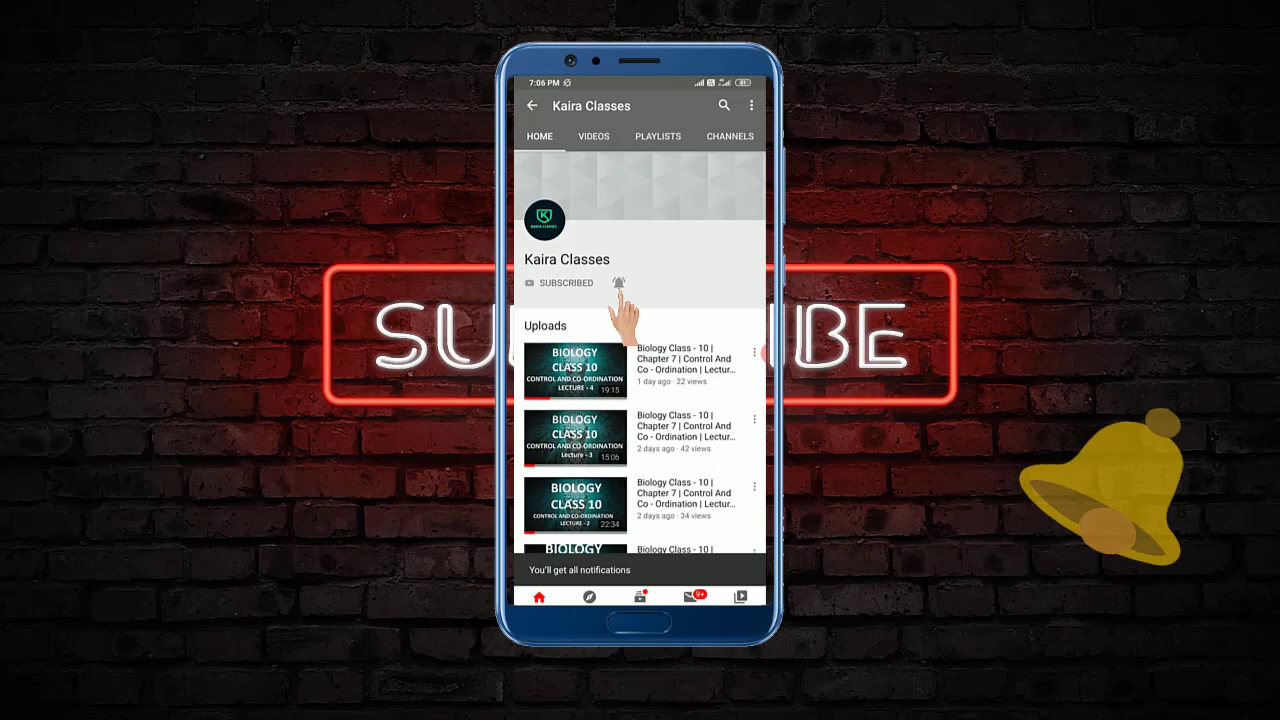 7:06 PM
Kaira Classes
HOME VIDEOS PLAYLISTS CHANNELS
K
KAIRA CLASSES
Kaira Classes
SUBSCRIBED
SU
IBE
Uploads
BIOLOGY
CLASS 10
CONTROL AND CO-ORDINATION
LECTURE - 4
19:15
Biology Class - 10 |
Chapter 7 | Control And
Co - Ordination | Lectur...
1 day ago · 22 views
BIOLOGY
CLASS 10
CONTROL AND CO-ORDINATION
Lecture - 3
15:06
Biology Class - 10 |
Chapter 7 | Control And
Co - Ordination | Lectur...
2 days ago · 42 views
BIOLOGY
CLASS 10
CONTROL AND CO-ORDINATION
LECTURE - 2
22:34
Biology Class - 10 |
Chapter 7 | Control And
Co - Ordination | Lectur...
2 days ago · 34 views
BIOLOGY
Biology Class - 10 |
You'll get all notifications
9+